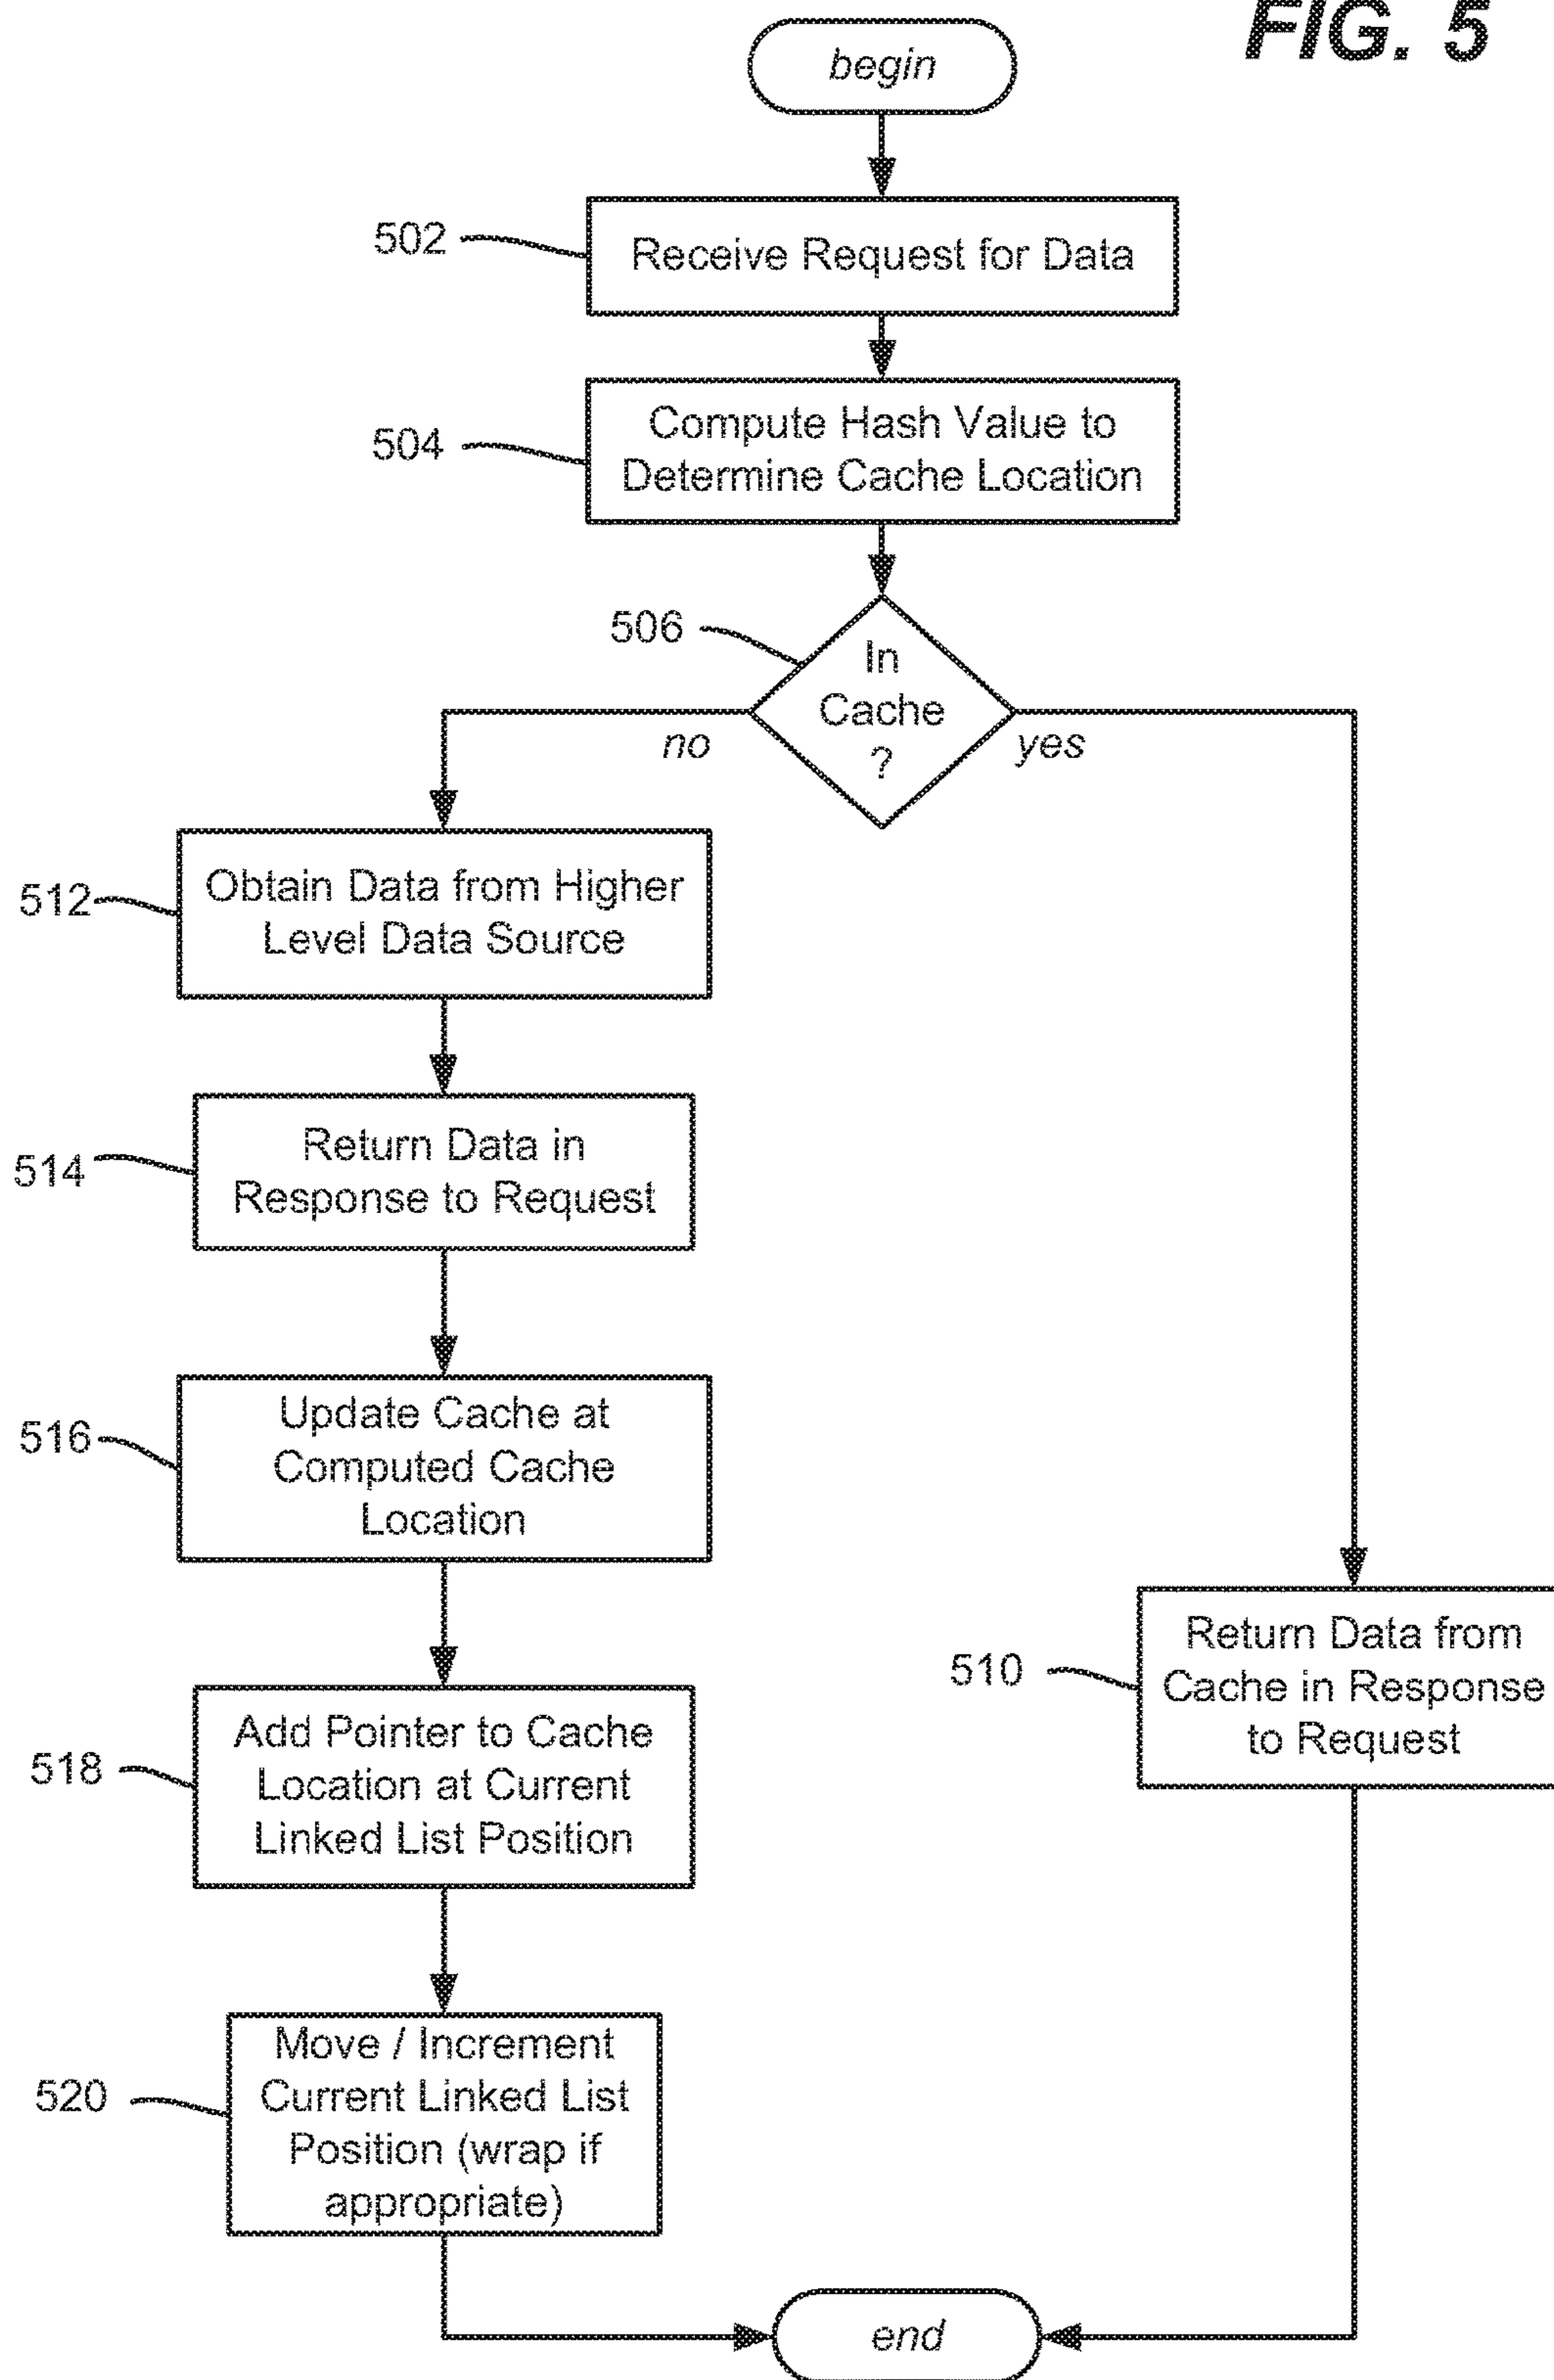 FIG. 5
begin
502
Receive Request for Data
504
Compute Hash Value to
Determine Cache Location
506
In
Cache
?
no
yes
512
Obtain Data from Higher
Level Data Source
514
Return Data in
Response to Request
516
Update Cache at
Computed Cache
Location
518
Add Pointer to Cache
Location at Current
Linked List Position
510
Return Data from
Cache in Response
to Request
520
Move / Increment
Current Linked List
Position (wrap if
appropriate)
end